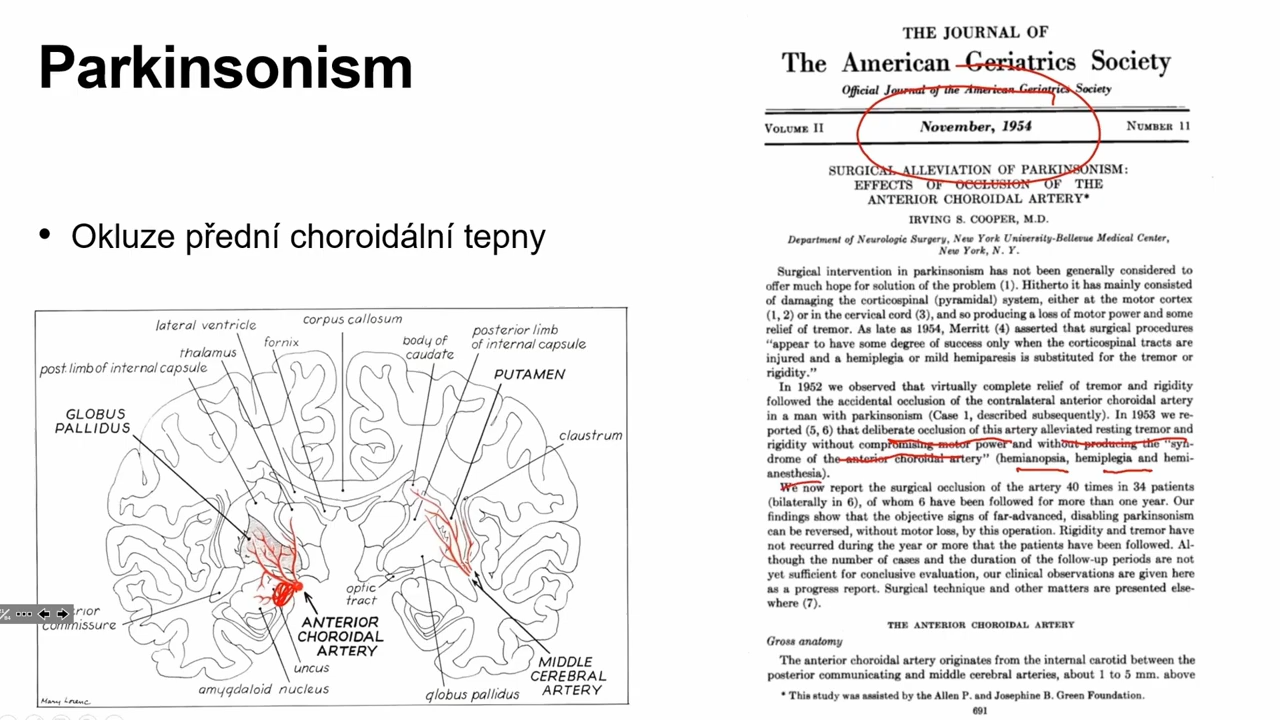 Parkinsonism
• Okluze přední choroidální tepny
lateral ventricle
corpus callosum
fornix
thalamus
post. limb of internal capsule
body of
caudate
posterior limb
of internal capsule
PUTAMEN
GLOBUS
PALLIDUS
claustrum
optic
tract
commissure
ANTERIOR
CHOROIDAL
ARTERY
uncus
amygdaloid nucleus
globus pallidus
MIDDLE
CEREBRAL
ARTERY
Mary Lorenc
THE JOURNAL OF
The American Geriatrics Society
Official Journal of the American Geriatrics Society
VOLUME II November, 1954 NUMBER 11
SURGICAL ALLEVIATION OF PARKINSONISM:
EFFECTS OF OCCLUSION OF THE
ANTERIOR CHOROIDAL ARTERY*
IRVING S. COOPER, M.D.
Department of Neurologic Surgery, New York University-Bellevue Medical Center,
New York, N. Y.
Surgical intervention in parkinsonism has not been generally considered to
offer much hope for solution of the problem (1). Hitherto it has mainly consisted
of damaging the corticospinal (pyramidal) system, either at the motor cortex
(1, 2) or in the cervical cord (3), and so producing a loss of motor power and some
relief of tremor. As late as 1954, Merritt (4) asserted that surgical procedures
“appear to have some degree of success only when the corticospinal tracts are
injured and a hemiplegia or mild hemiparesis is substituted for the tremor or
rigidity.”
In 1952 we observed that virtually complete relief of tremor and rigidity
followed the accidental occlusion of the contralateral anterior choroidal artery
in a man with parkinsonism (Case 1, described subsequently). In 1953 we re-
ported (5, 6) that deliberate occlusion of this artery alleviated resting tremor and
rigidity without compromising motor power and without producing the “syn-
drome of the anterior choroidal artery” (hemianopsia, hemiplegia and hemi-
anesthesia).
We now report the surgical occlusion of the artery 40 times in 34 patients
(bilaterally in 6), of whom 6 have been followed for more than one year. Our
findings show that the objective signs of far-advanced, disabling parkinsonism
can be reversed, without motor loss, by this operation. Rigidity and tremor have
not recurred during the year or more that the patients have been followed. Al-
though the number of cases and the duration of the follow-up periods are not
yet sufficient for conclusive evaluation, our clinical observations are given here
as a progress report. Surgical technique and other matters are presented else-
where (7).
THE ANTERIOR CHOROIDAL ARTERY
Gross anatomy
The anterior choroidal artery originates from the internal carotid between the
posterior communicating and middle cerebral arteries, about 1 to 5 mm. above
* This study was assisted by the Allen P. and Josephine B. Green Foundation.
691